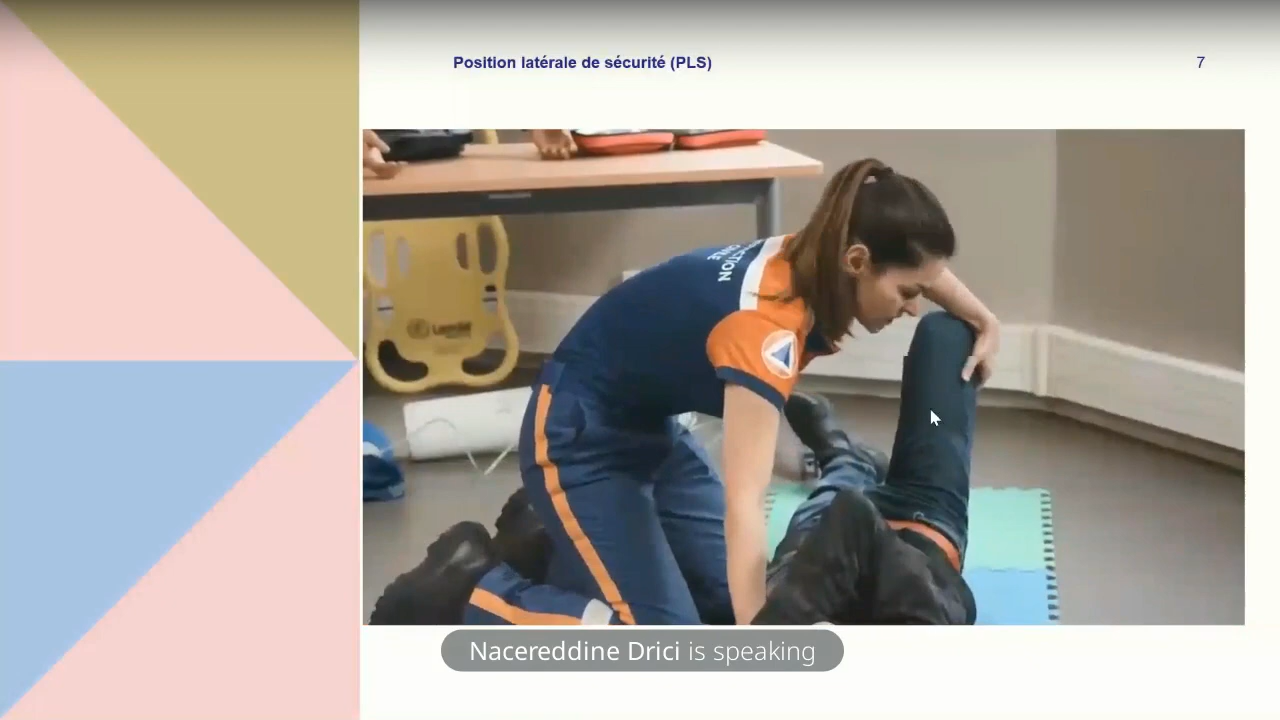 Position latérale de sécurité (PLS)
7
Nacereddine Drici is speaking